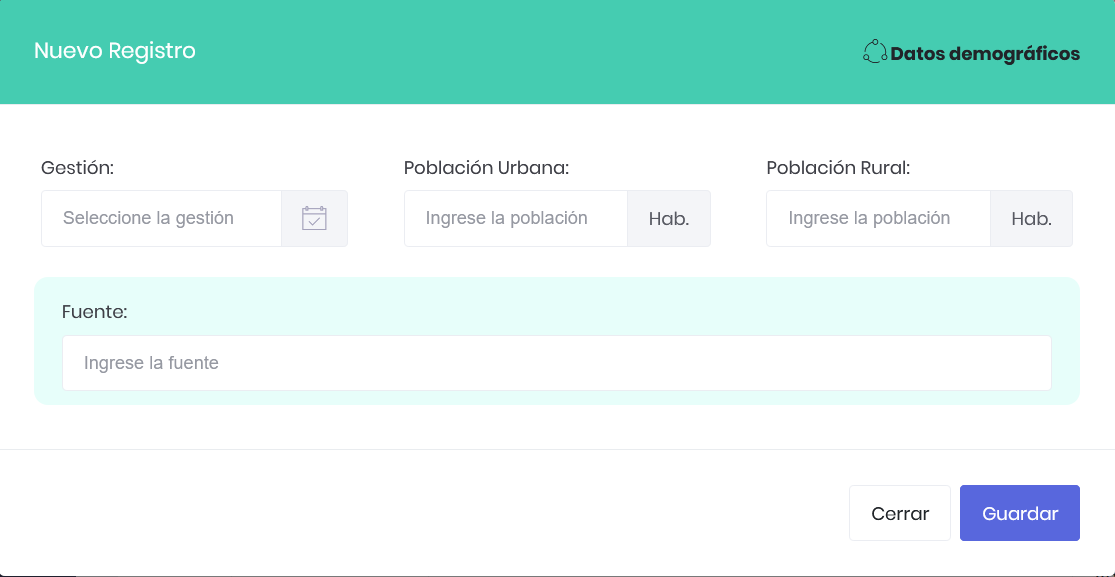 Nuevo Registro
Datos demográficos
Gestión:
Población Urbana:
Población Rural:
Seleccione la gestión
Ingrese la población
Hab.
Ingrese la población
Hab.
Fuente:
Ingrese la fuente
Cerrar
Guardar